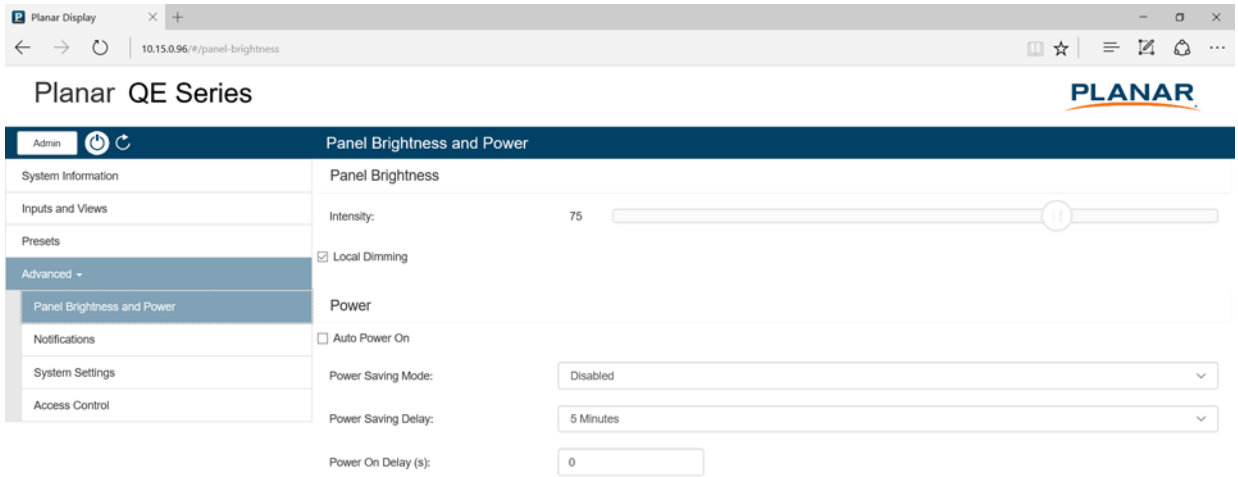 Planar Display
10.15.0.96/#/panel-brightness
Planar QE Series
PLANAR
Admin
Panel Brightness and Power
System Information
Inputs and Views
Presets
Advanced
Panel Brightness and Power
Notifications
System Settings
Access Control
Panel Brightness
Intensity: 75
Local Dimming
Power
Auto Power On
Power Saving Mode: Disabled
Power Saving Delay: 5 Minutes
Power On Delay (s): 0